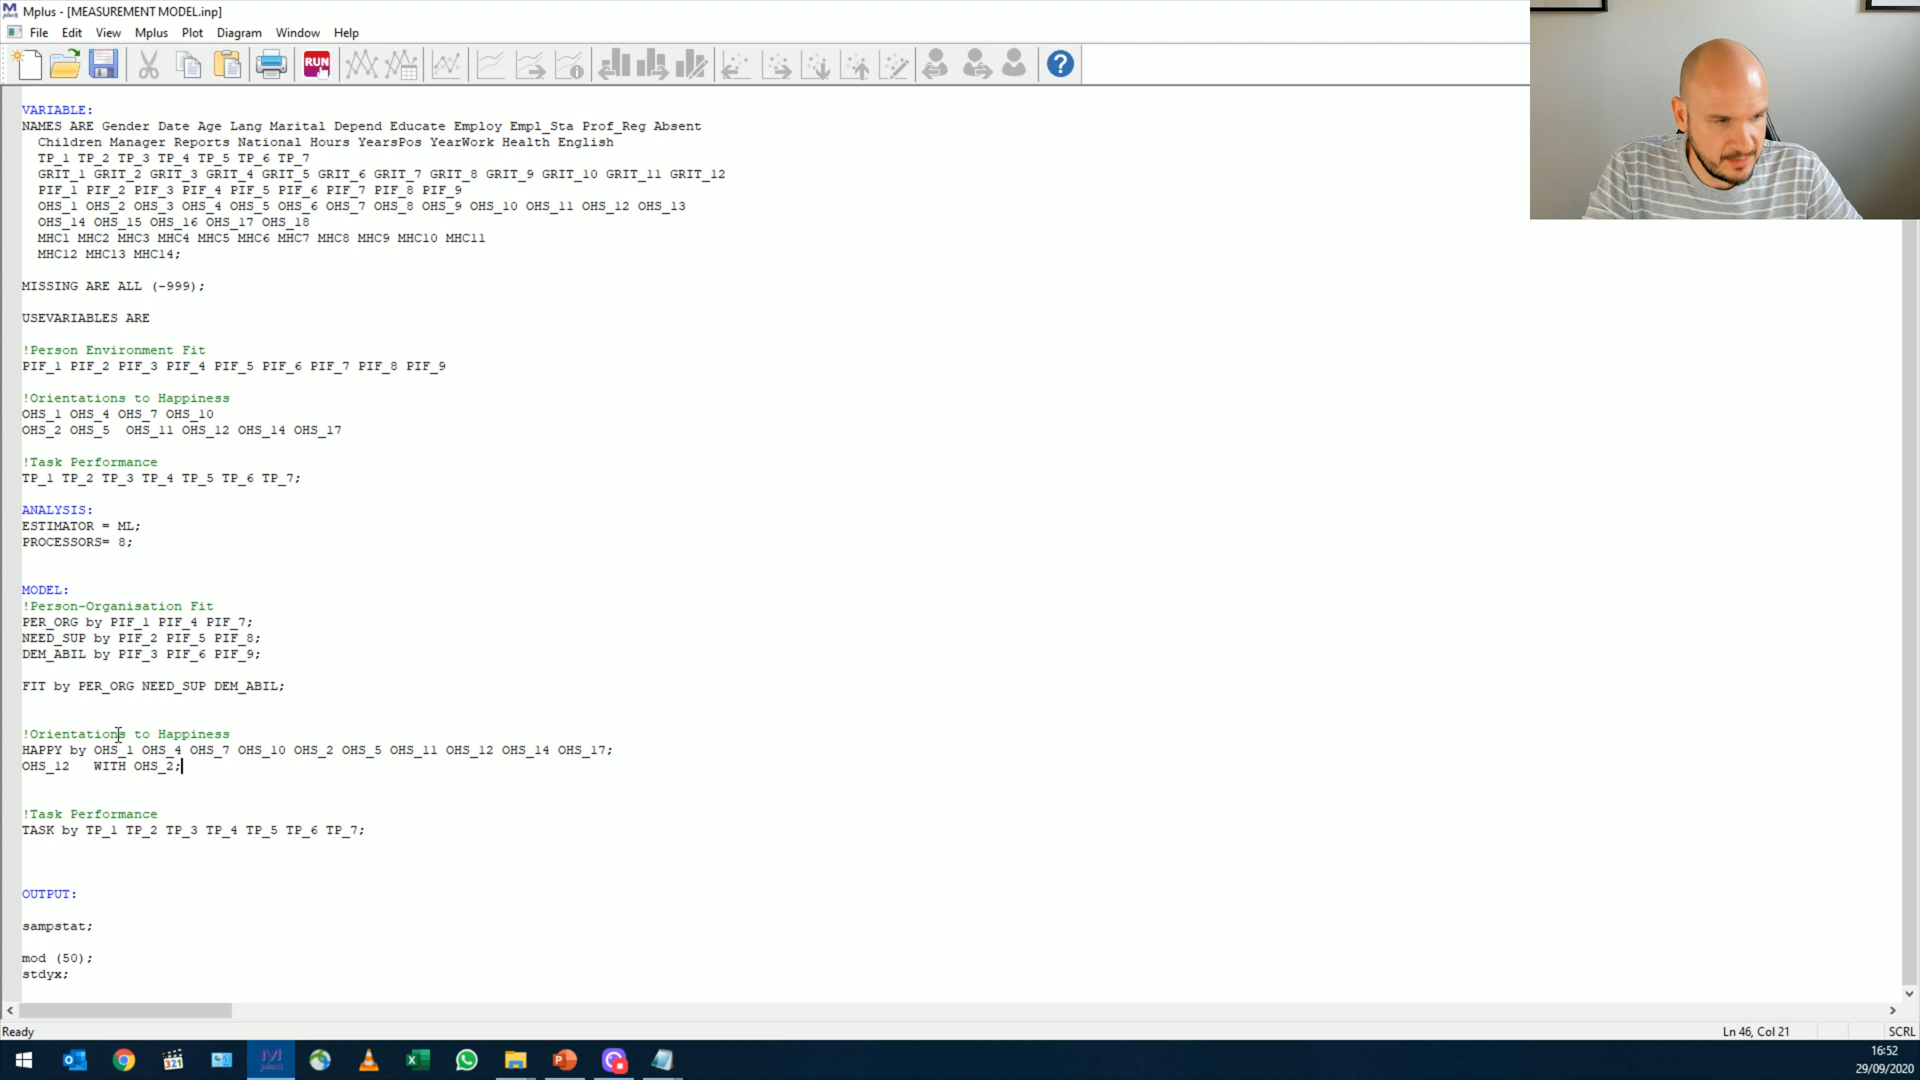 Mplus - [MEASUREMENT MODEL.inp]
File Edit View Mplus Plot Diagram Window Help
RUN
VARIABLE:
NAMES ARE Gender Date Age Lang Marital Depend Educate Employ Empl_Sta Prof_Reg Absent
Children Manager Reports National Hours YearsPos YearWork Health English
TP_1 TP_2 TP_3 TP_4 TP_5 TP_6 TP_7
GRIT_1 GRIT_2 GRIT_3 GRIT_4 GRIT_5 GRIT_6 GRIT_7 GRIT_8 GRIT_9 GRIT_10 GRIT_11 GRIT_12
PIF_1 PIF_2 PIF_3 PIF_4 PIF_5 PIF_6 PIF_7 PIF_8 PIF_9
OHS_1 OHS_2 OHS_3 OHS_4 OHS_5 OHS_6 OHS_7 OHS_8 OHS_9 OHS_10 OHS_11 OHS_12 OHS_13
OHS_14 OHS_15 OHS_16 OHS_17 OHS_18
MHC1 MHC2 MHC3 MHC4 MHC5 MHC6 MHC7 MHC8 MHC9 MHC10 MHC11
MHC12 MHC13 MHC14;
MISSING ARE ALL (-999);
USEVARIABLES ARE
!Person Environment Fit
PIF_1 PIF_2 PIF_3 PIF_4 PIF_5 PIF_6 PIF_7 PIF_8 PIF_9
!Orientations to Happiness
OHS_1 OHS_4 OHS_7 OHS_10
OHS_2 OHS_5 OHS_11 OHS_12 OHS_14 OHS_17
!Task Performance
TP_1 TP_2 TP_3 TP_4 TP_5 TP_6 TP_7;
ANALYSIS:
ESTIMATOR = ML;
PROCESSORS= 8;
MODEL:
!Person-Organisation Fit
PER_ORG by PIF_1 PIF_4 PIF_7;
NEED_SUP by PIF_2 PIF_5 PIF_8;
DEM_ABIL by PIF_3 PIF_6 PIF_9;
FIT by PER_ORG NEED_SUP DEM_ABIL;
!Orientations to Happiness
HAPPY by OHS_1 OHS_4 OHS_7 OHS_10 OHS_2 OHS_5 OHS_11 OHS_12 OHS_14 OHS_17;
OHS_12 WITH OHS_2;
!Task Performance
TASK by TP_1 TP_2 TP_3 TP_4 TP_5 TP_6 TP_7;
OUTPUT:
sampstat;
mod (50);
stdyx;
Ready
Ln 46, Col 21
SCRL
16:52
29/09/2020